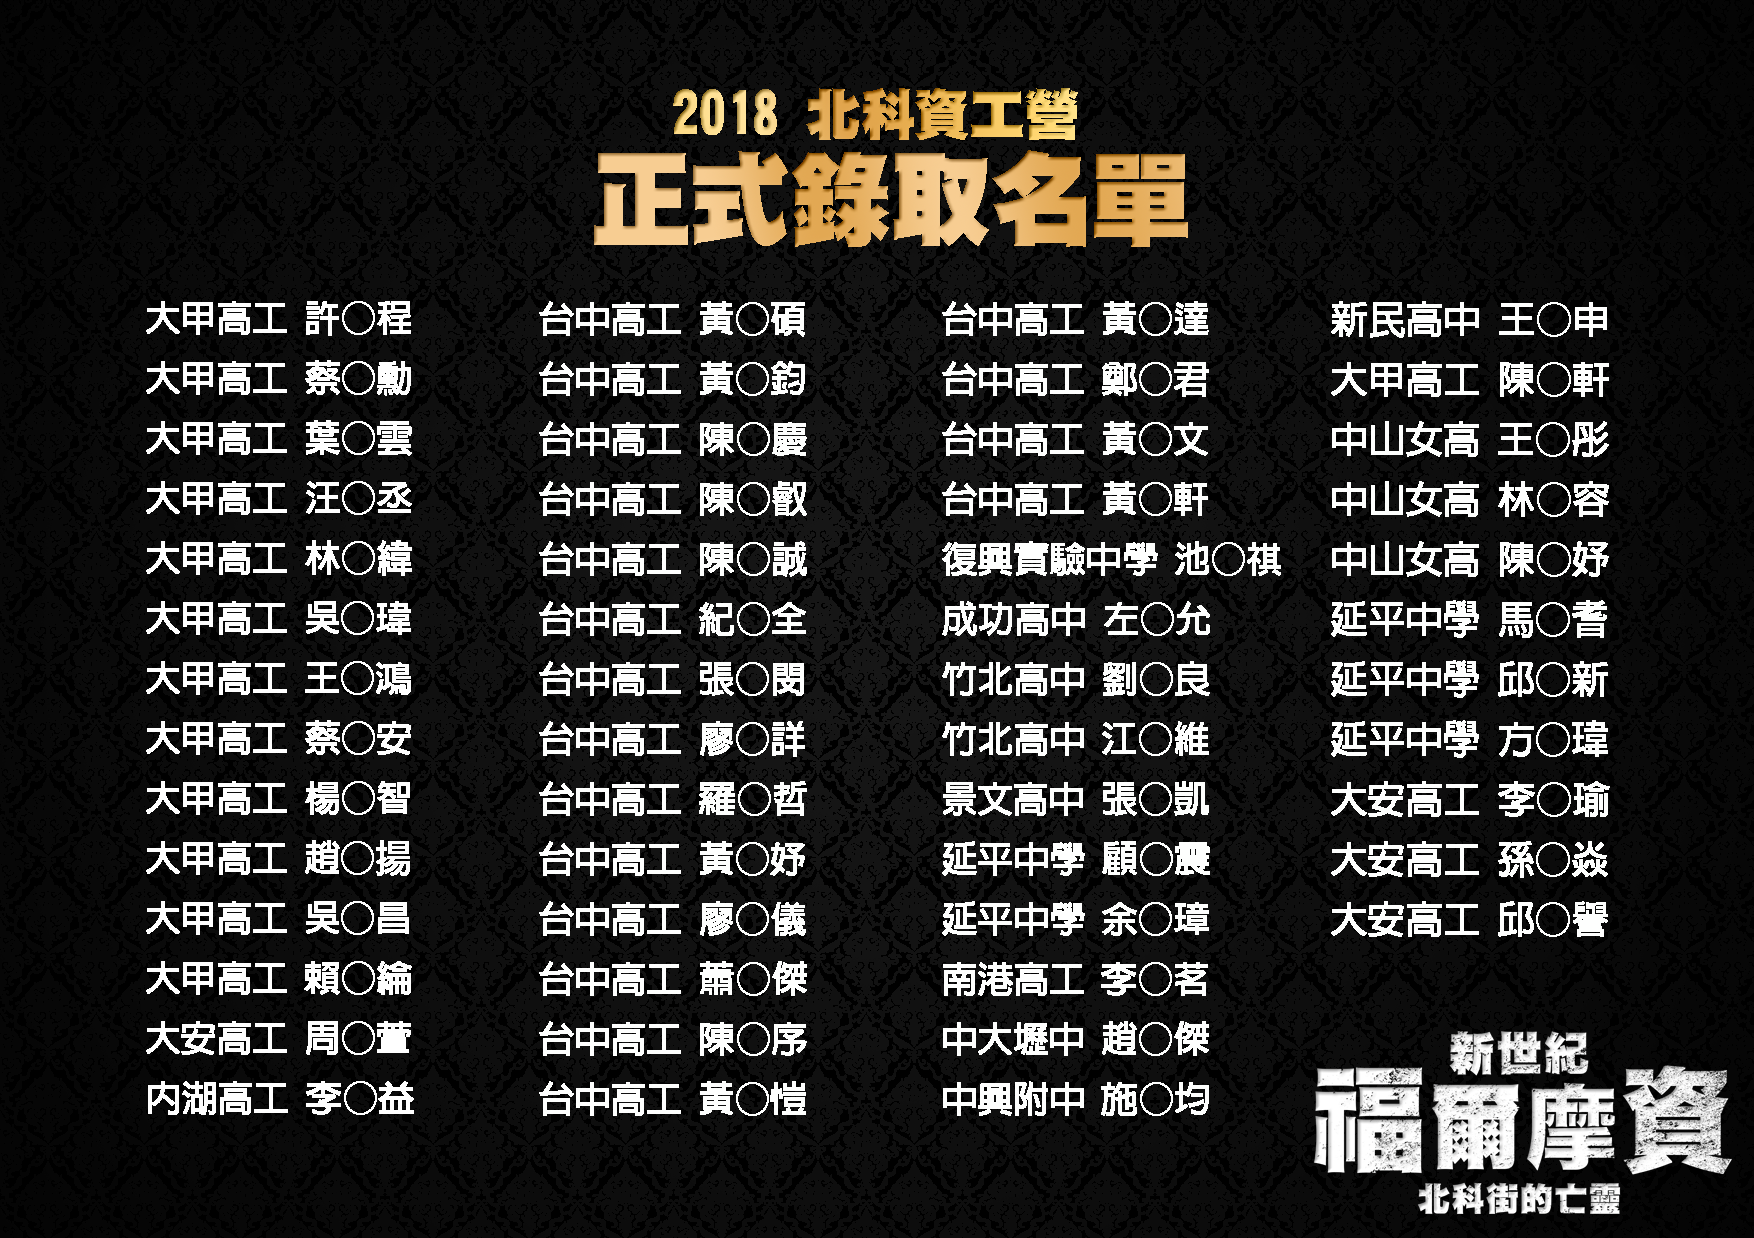 2018 北科資工營
正式錄取名單
大甲高工 許○程
大甲高工 蔡○勳
大甲高工 葉○雲
大甲高工 汪○丞
大甲高工 林○緯
大甲高工 吳○瑋
大甲高工 王○鴻
大甲高工 蔡○安
大甲高工 楊○智
大甲高工 趙○揚
大甲高工 吳○昌
大甲高工 賴○綸
大安高工 周○萱
內湖高工 李○益
台中高工 黃○碩
台中高工 黃○鈞
台中高工 陳○慶
台中高工 陳○叡
台中高工 陳○誠
台中高工 紀○全
台中高工 張○閔
台中高工 廖○詳
台中高工 羅○哲
台中高工 黃○妤
台中高工 廖○儀
台中高工 蕭○傑
台中高工 陳○序
台中高工 黃○愷
台中高工 黃○達
台中高工 鄭○君
台中高工 黃○文
台中高工 黃○軒
復興實驗中學 池○祺
成功高中 左○允
竹北高中 劉○良
竹北高中 江○維
景文高中 張○凱
延平中學 顧○震
延平中學 余○璋
南港高工 李○茗
中大壢中 趙○傑
中興附中 施○均
新民高中 王○申
大甲高工 陳○軒
中山女高 王○彤
中山女高 林○容
中山女高 陳○妤
延平中學 馬○耆
延平中學 邱○新
延平中學 方○瑋
大安高工 李○瑜
大安高工 孫○焱
大安高工 邱○譽
新世紀
福爾摩資
北科街的亡靈